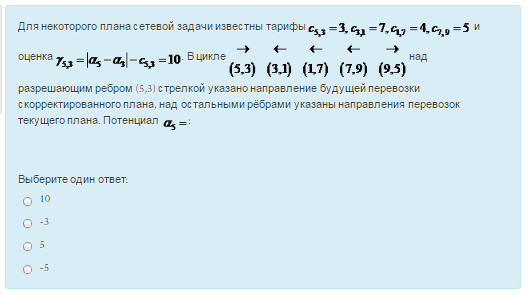 Для некоторого плана сетевой задачи известны тарифы c₅,₃ = 3, c₃,₁ = 7, c₁,₇ = 4, c₇,₉ = 5 и
оценка γ₅,₃ = |α₅ − α₃| − c₅,₃ = 10. В цикле (5,3)→ (3,1)← (1,7)← (7,9)← (9,5)→ над
разрешающим ребром (5,3) стрелкой указано направление будущей перевозки
скорректированного плана, над остальными рёбрами указаны направления перевозок
текущего плана. Потенциал α₅ =:
Выберите один ответ:
10
-3
5
-5